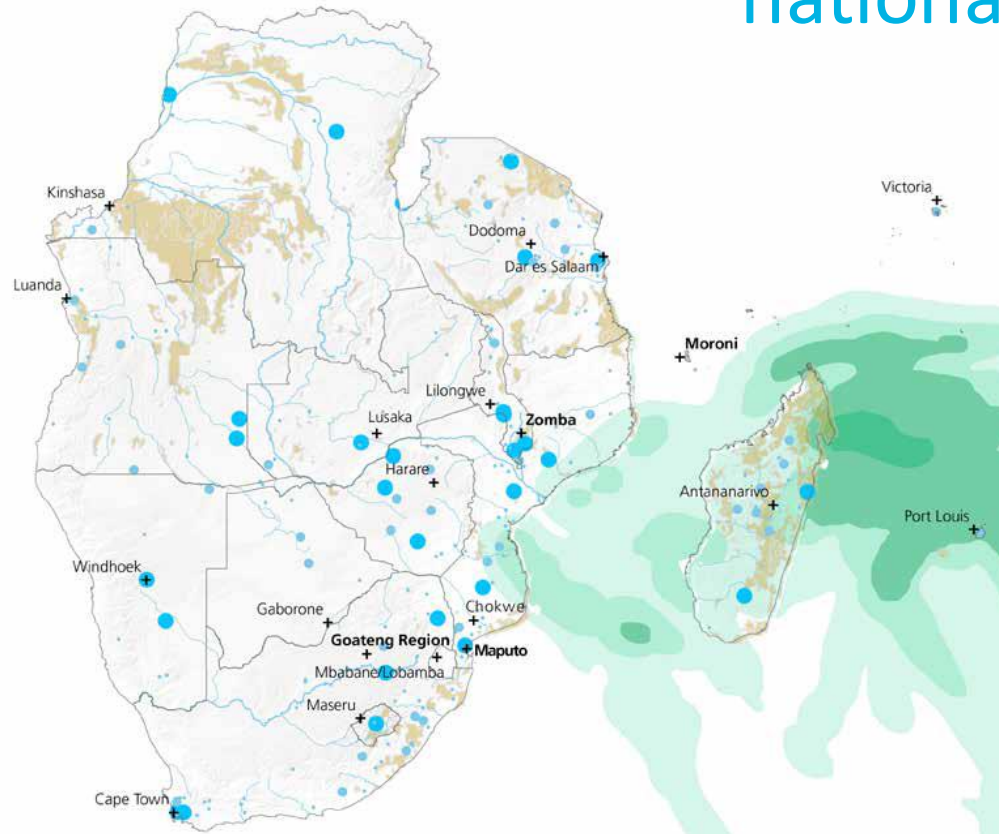 nationa
Kinshasa
Victoria
Dodoma
Dar es Salaam
Luanda
Moroni
Lilongwe
Zomba
Lusaka
Harare
Antananarivo
Port Louis
Windhoek
Chokwe
Gaborone
Goateng Region
Maputo
Mbabane/Lobamba
Maseru
Cape Town